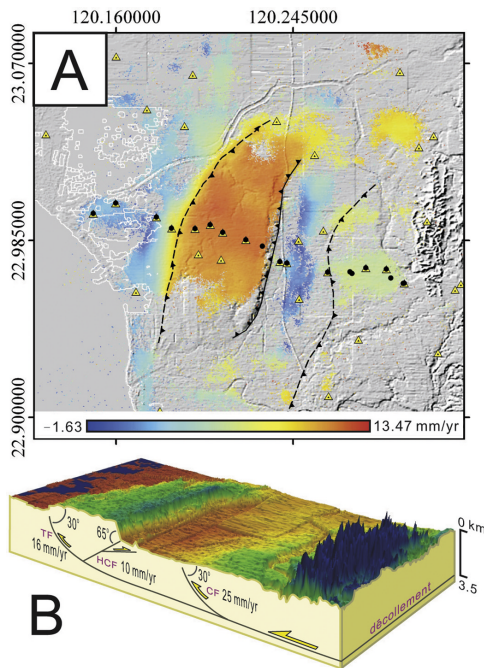 120.160000 120.245000
23.070000
A
22.985000
22.900000
−1.63 13.47 mm/yr
B
0 km
3.5
30°
TF
16 mm/yr
65°
HCF
10 mm/yr
30°
CF
25 mm/yr
décollement